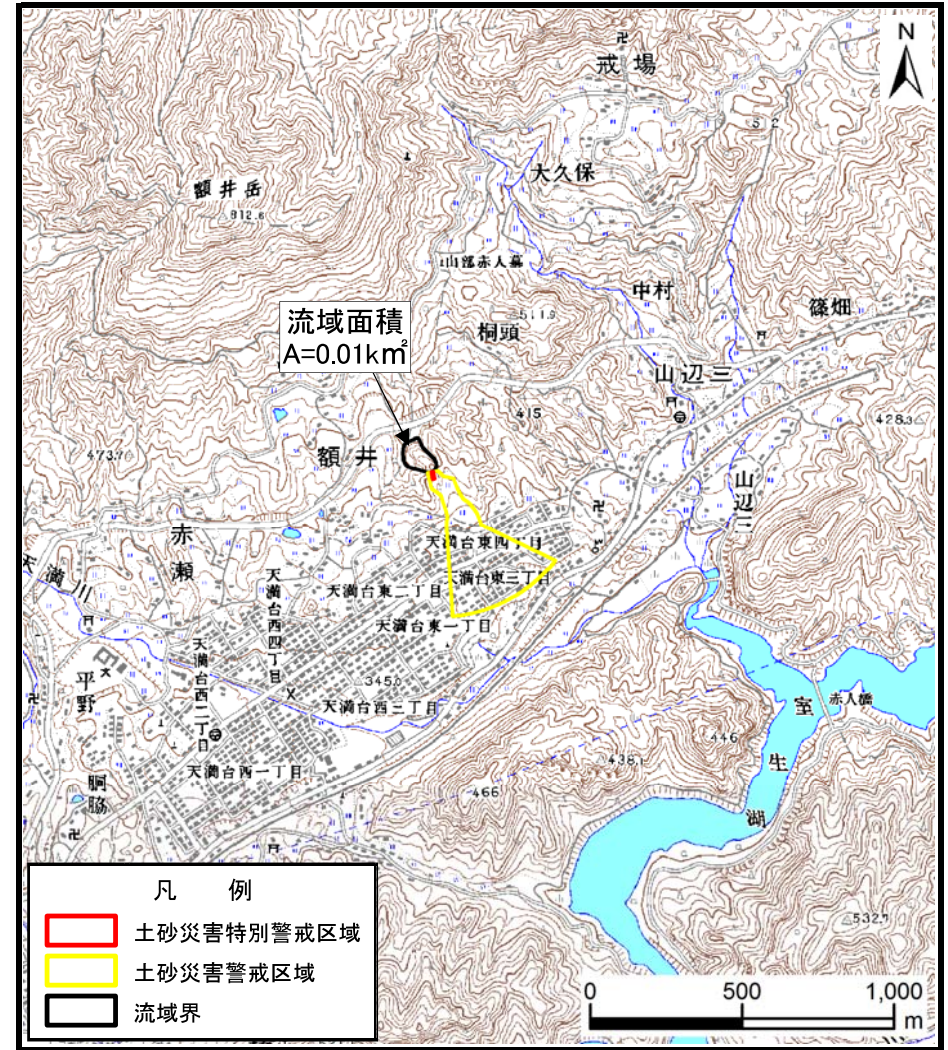 N
戒場
512
大久保
額井岳
812.6
山部赤人墓
中村
篠畑
流域面積
A=0.01km²
511.9
桐頭
山辺三
415
428.3
額井
473.7
山辺三
赤瀬
天満台東四丁目
天満川
天満台西四丁目
天満台東三丁目
天満台東二丁目
天満台東一丁目
天満台西二丁目
平野
345.0
天満台西三丁目
室生湖
赤人橋
446
438.1
天満台西一丁目
466
胴脇
532.7
凡 例
土砂災害特別警戒区域
土砂災害警戒区域
流域界
0 500 1,000
m